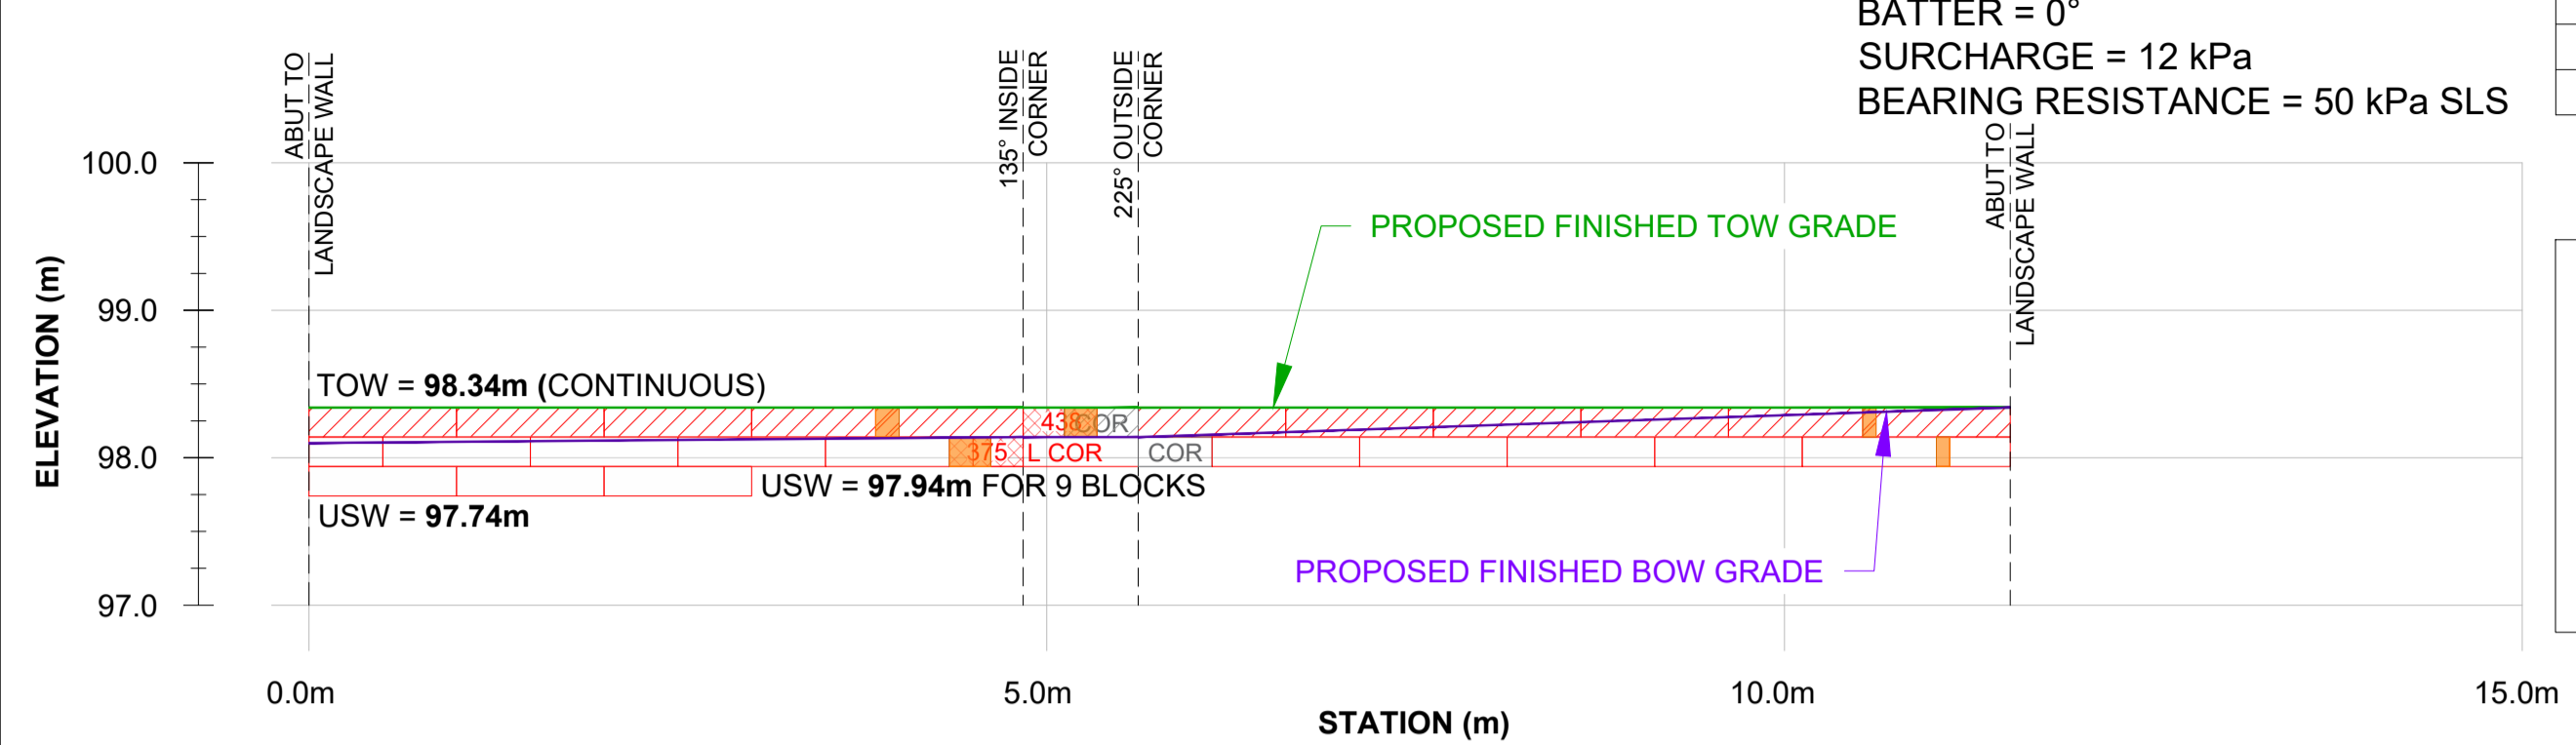 BATTER = 0°
SURCHARGE = 12 kPa
BEARING RESISTANCE = 50 kPa SLS
ABUT TO
LANDSCAPE WALL
135° INSIDE
CORNER
225° OUTSIDE
CORNER
ABUT TO
LANDSCAPE WALL
100.0
99.0
98.0
97.0
ELEVATION (m)
PROPOSED FINISHED TOW GRADE
TOW = 98.34m (CONTINUOUS)
438 COR
375 L COR COR
USW = 97.94m FOR 9 BLOCKS
USW = 97.74m
PROPOSED FINISHED BOW GRADE
0.0m 5.0m 10.0m 15.0m
STATION (m)